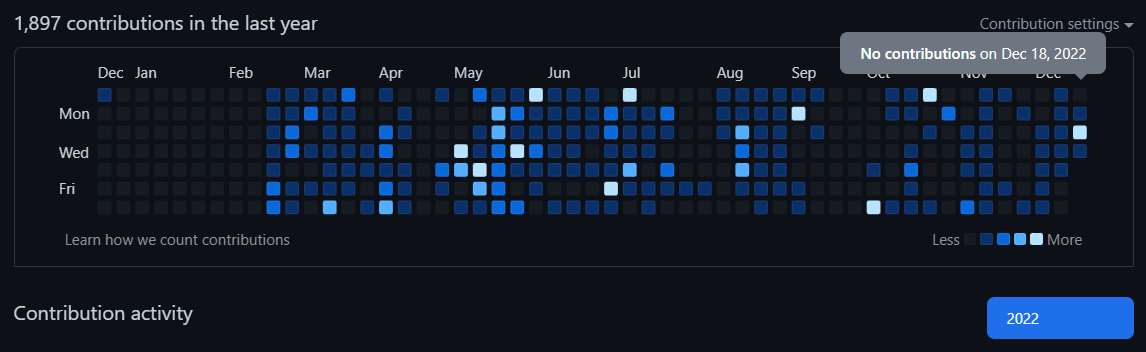 1,897 contributions in the last year
Contribution settings
No contributions on Dec 18, 2022
Dec Jan Feb Mar Apr May Jun Jul Aug Sep Oct Nov Dec
Mon
Wed
Fri
Learn how we count contributions
Less More
Contribution activity
2022